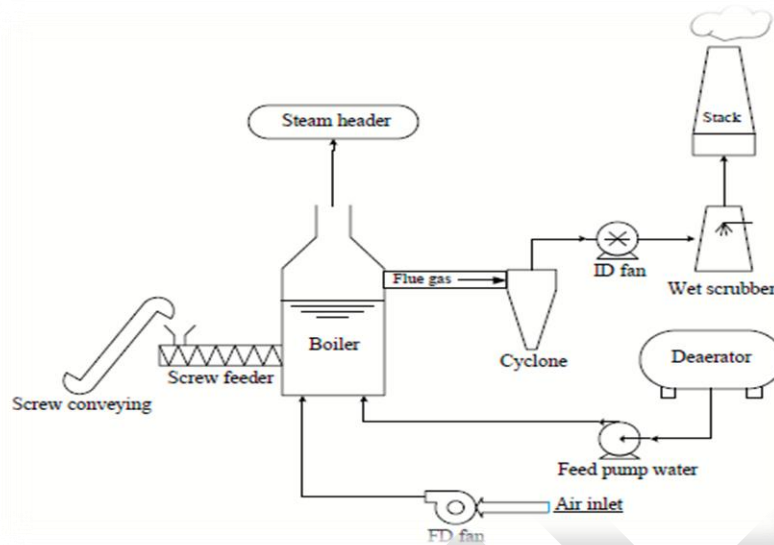 Stack
Steam header
Flue gas
ID fan
Wet scrubber
Boiler
Cyclone
Deaerator
Screw feeder
Screw conveying
Feed pump water
Air inlet
FD fan